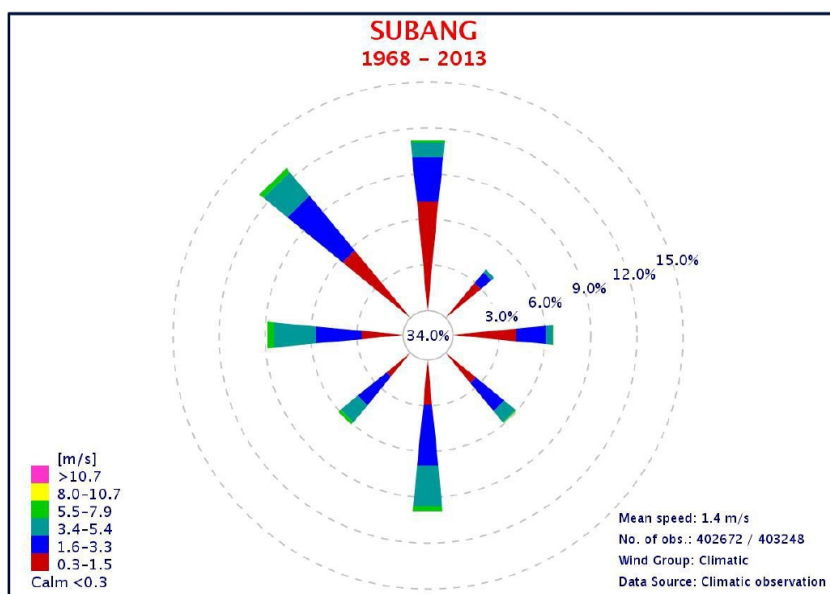 SUBANG
1968 – 2013
15.0%
12.0%
9.0%
6.0%
3.0%
34.0%
[m/s]
>10.7
8.0–10.7
5.5–7.9
3.4–5.4
1.6–3.3
0.3–1.5
Calm <0.3
Mean speed: 1.4 m/s
No. of obs.: 402672 / 403248
Wind Group: Climatic
Data Source: Climatic observation